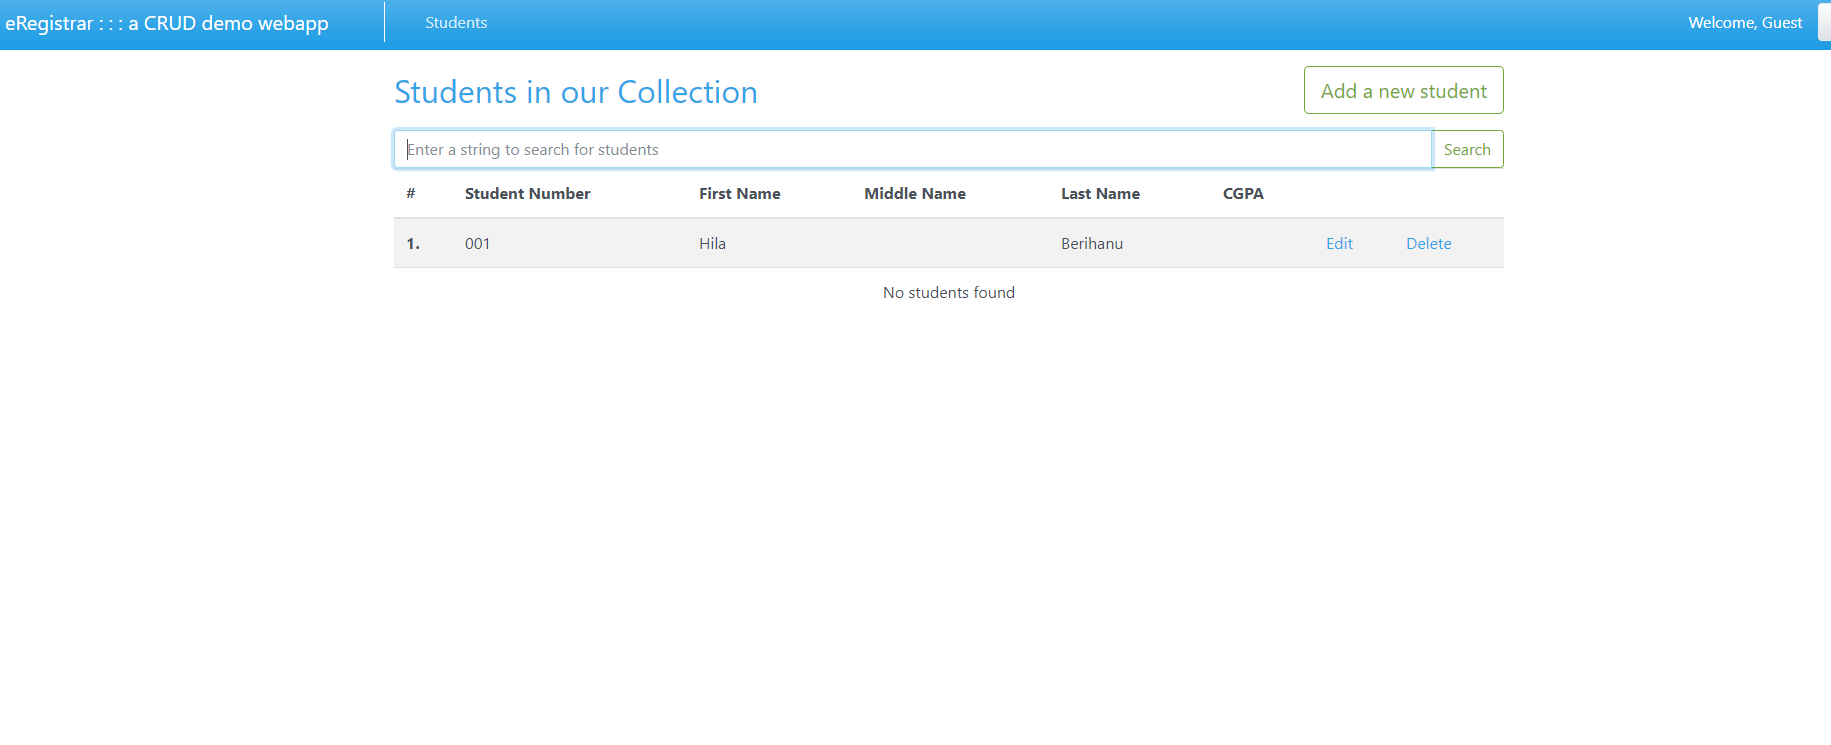 eRegistrar : : : a CRUD demo webapp Students Welcome, Guest
Students in our Collection Add a new student
Enter a string to search for students Search
# Student Number First Name Middle Name Last Name CGPA
1. 001 Hila Berihanu Edit Delete
No students found